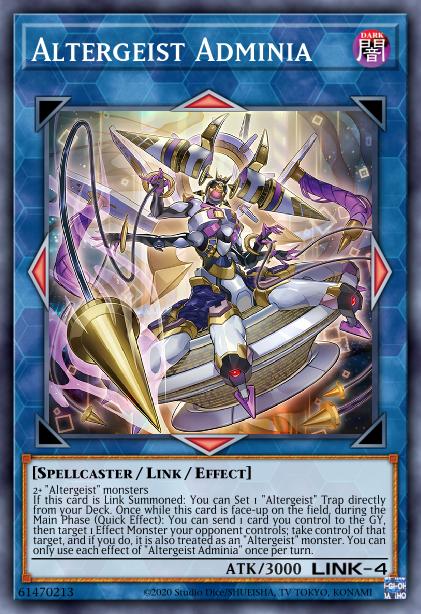 ALTERGEIST ADMINIA
DARK
闇
[SPELLCASTER / LINK / EFFECT]
2+ "Altergeist" monsters
If this card is Link Summoned: You can Set 1 "Altergeist" Trap directly
from your Deck. Once while this card is face-up on the field, during the
Main Phase (Quick Effect): You can send 1 card you control to the GY,
then target 1 Effect Monster your opponent controls; take control of that
target, and if you do, it is also treated as an "Altergeist" monster. You can
only use each effect of "Altergeist Adminia" once per turn.
ATK/3000 LINK-4
61470213
©2020 Studio Dice/SHUEISHA, TV TOKYO, KONAMI